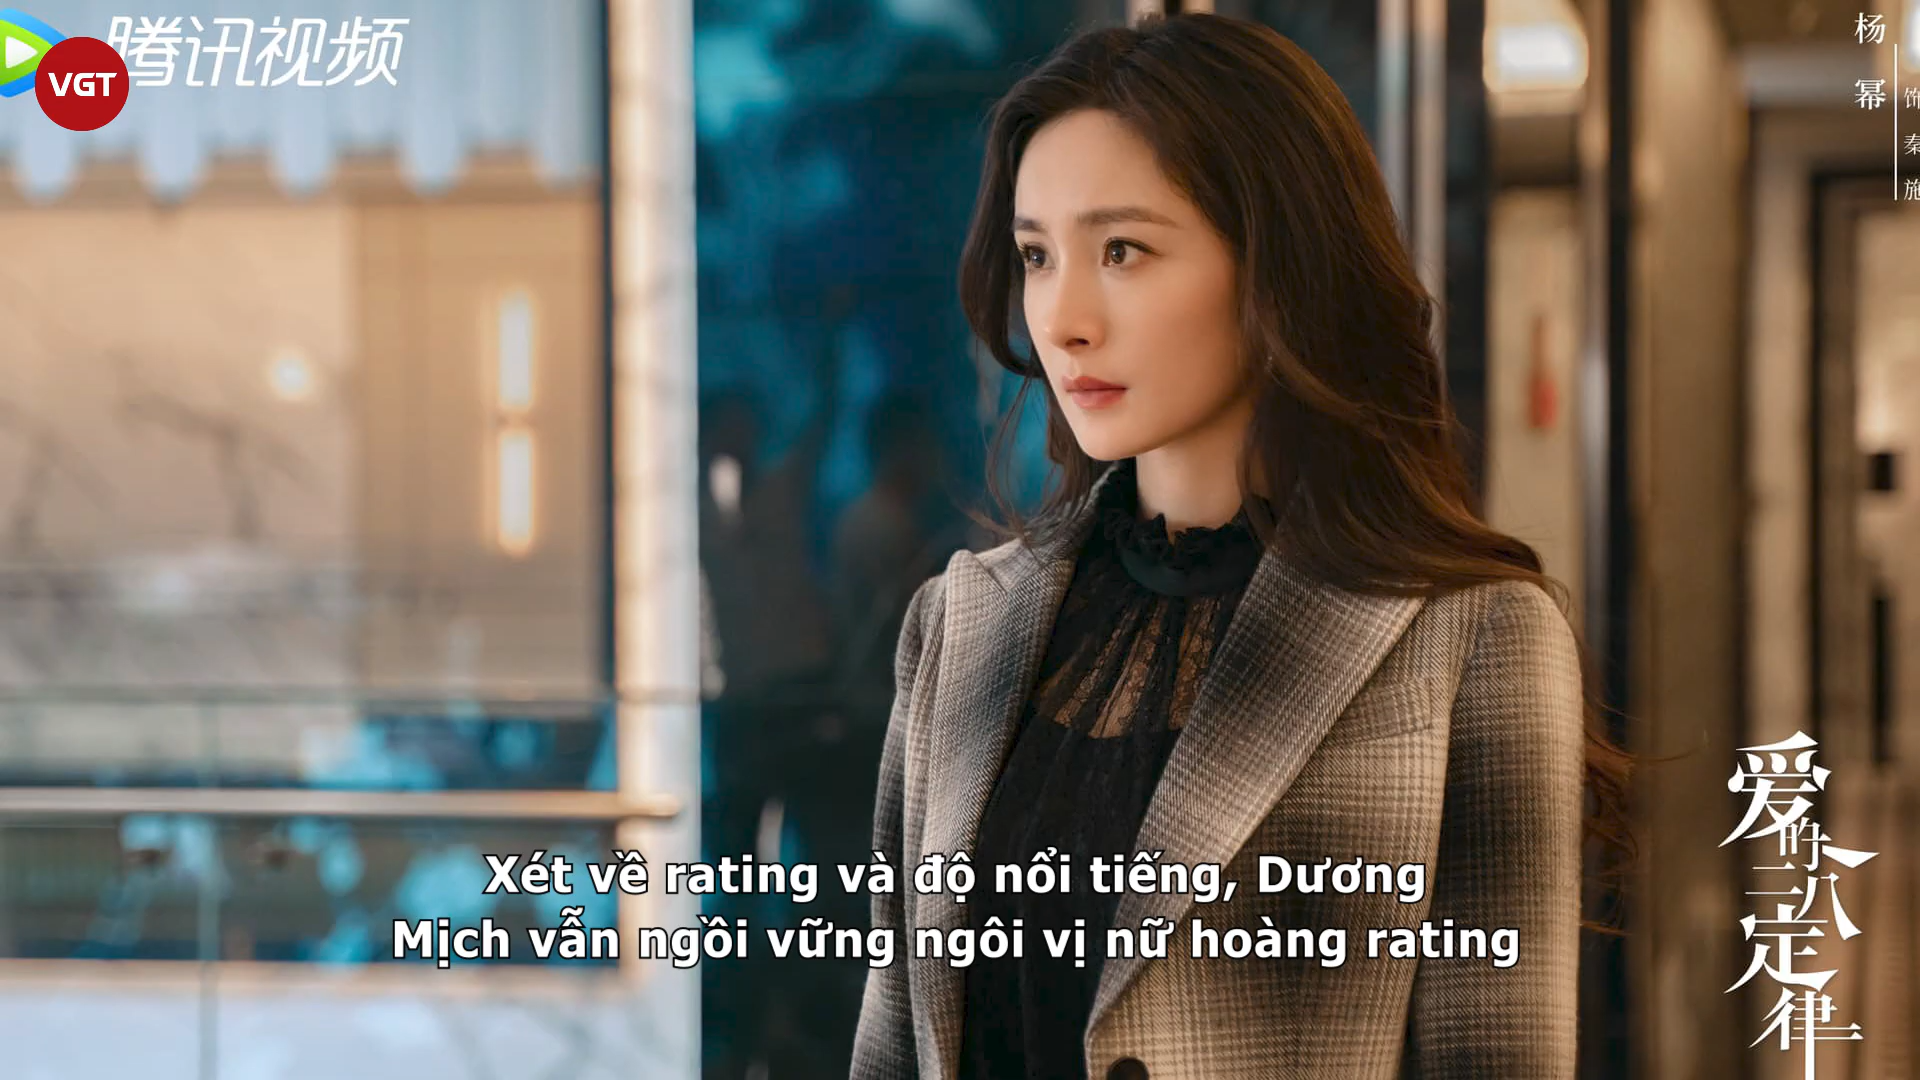 腾讯视频
VGT
杨幂
饰秦施
Xét về rating và độ nổi tiếng, Dương
Mịch vẫn ngồi vững ngôi vị nữ hoàng rating
爱的二八定律